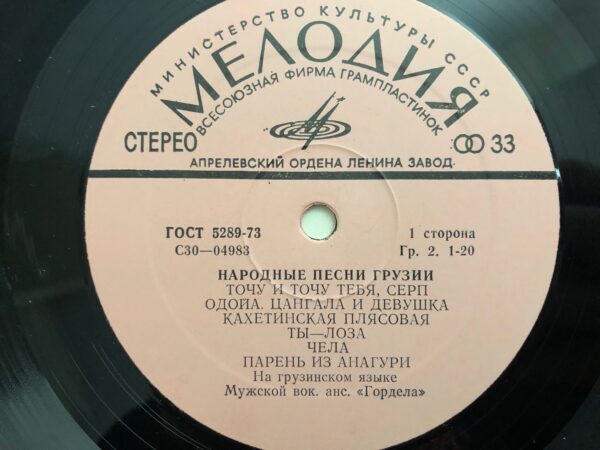 МИНИСТЕРСТВО КУЛЬТУРЫ СССР
МЕЛОДИЯ
ВСЕСОЮЗНАЯ ФИРМА ГРАМПЛАСТИНОК
СТЕРЕО 33
АПРЕЛЕВСКИЙ ОРДЕНА ЛЕНИНА ЗАВОД
ГОСТ 5289-73 1 сторона
С30—04983 Гр. 2. 1-20
НАРОДНЫЕ ПЕСНИ ГРУЗИИ
ТОЧУ И ТОЧУ ТЕБЯ, СЕРП
ОДОЙА. ЦАНГАЛА И ДЕВУШКА
КАХЕТИНСКАЯ ПЛЯСОВАЯ
ТЫ—ЛОЗА
ЧЕЛА
ПАРЕНЬ ИЗ АНАГУРИ
На грузинском языке
Мужской вок. анс. «Гордела»